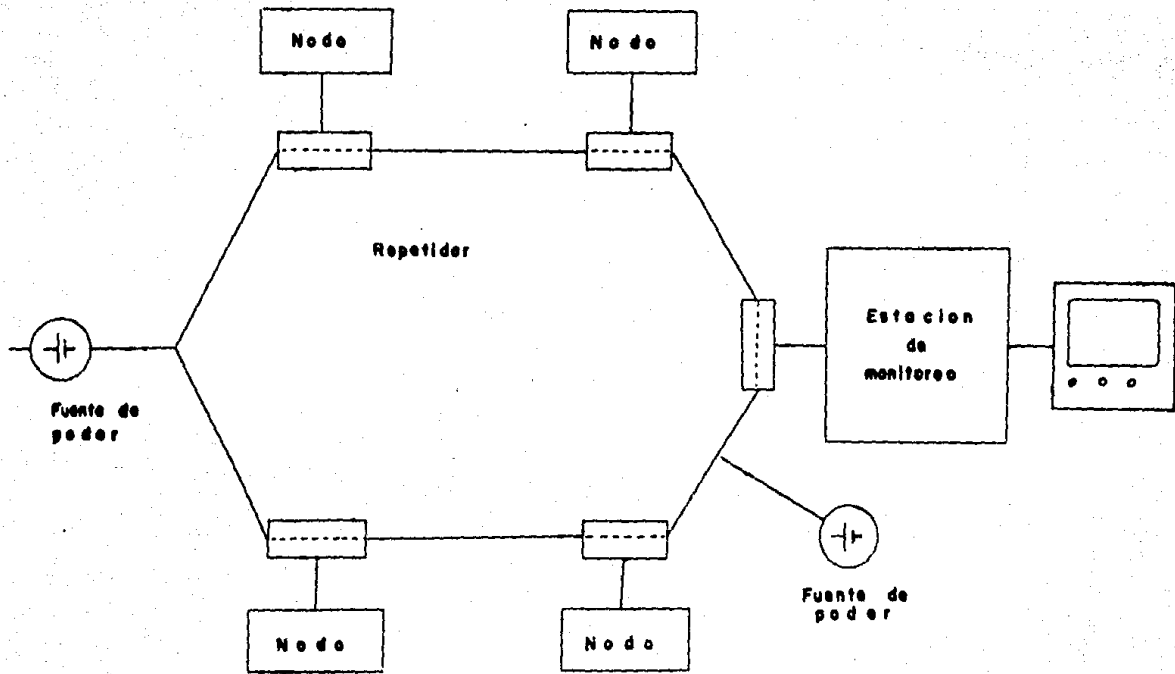 Nodo
Nodo
Repetidor
Estacion
de
monitoreo
Fuente de
poder
Fuente de
poder
Nodo
Nodo